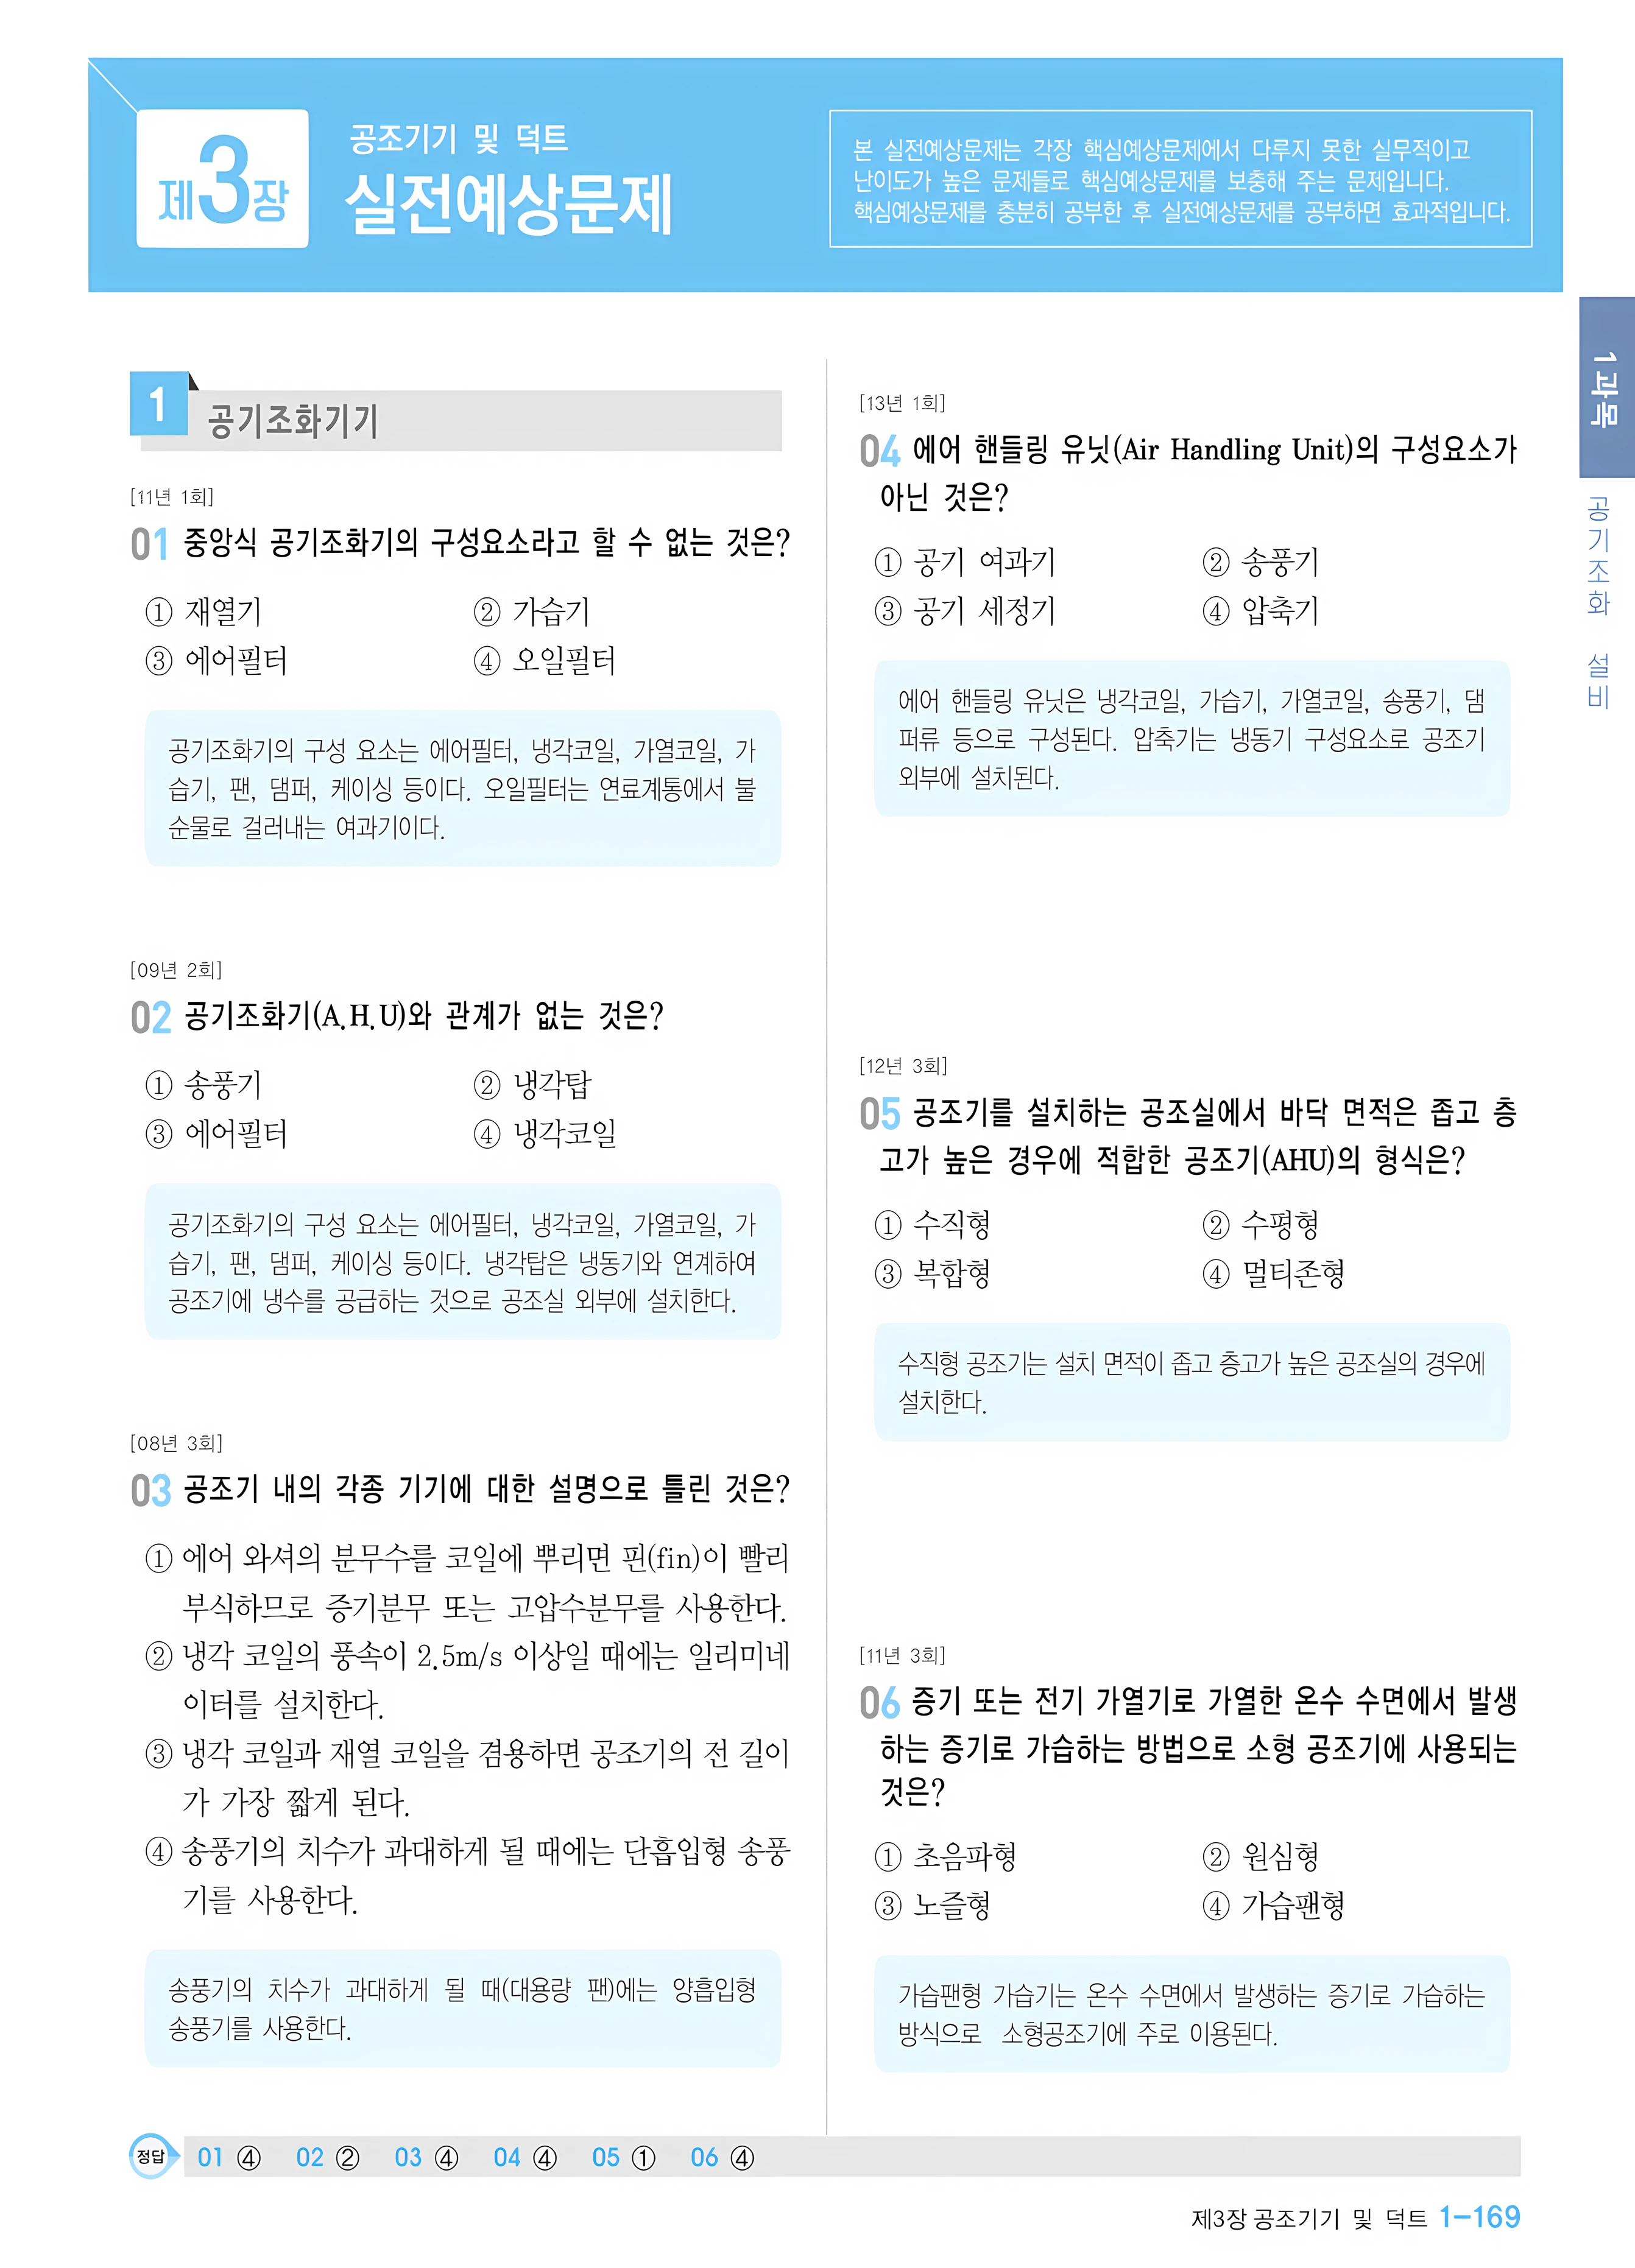 제3장
공조기기 및 덕트
실전예상문제
본 실전예상문제는 각장 핵심예상문제에서 다루지 못한 실무적이고
난이도가 높은 문제들로 핵심예상문제를 보충해 주는 문제입니다.
핵심예상문제를 충분히 공부한 후 실전예상문제를 공부하면 효과적입니다.
1 공기조화기기
[11년 1회]
01 중앙식 공기조화기의 구성요소라고 할 수 없는 것은?
① 재열기 ② 가습기
③ 에어필터 ④ 오일필터
공기조화기의 구성 요소는 에어필터, 냉각코일, 가열코일, 가
습기, 팬, 댐퍼, 케이싱 등이다. 오일필터는 연료계통에서 불
순물로 걸러내는 여과기이다.
[09년 2회]
02 공기조화기(A.H.U)와 관계가 없는 것은?
① 송풍기 ② 냉각탑
③ 에어필터 ④ 냉각코일
공기조화기의 구성 요소는 에어필터, 냉각코일, 가열코일, 가
습기, 팬, 댐퍼, 케이싱 등이다. 냉각탑은 냉동기와 연계하여
공조기에 냉수를 공급하는 것으로 공조실 외부에 설치한다.
[08년 3회]
03 공조기 내의 각종 기기에 대한 설명으로 틀린 것은?
① 에어 와셔의 분무수를 코일에 뿌리면 핀(fin)이 빨리
부식하므로 증기분무 또는 고압수분무를 사용한다.
② 냉각 코일의 풍속이 2.5m/s 이상일 때에는 일리미네
이터를 설치한다.
③ 냉각 코일과 재열 코일을 겸용하면 공조기의 전 길이
가 가장 짧게 된다.
④ 송풍기의 치수가 과대하게 될 때에는 단흡입형 송풍
기를 사용한다.
송풍기의 치수가 과대하게 될 때(대용량 팬)에는 양흡입형
송풍기를 사용한다.
[13년 1회]
04 에어 핸들링 유닛(Air Handling Unit)의 구성요소가
아닌 것은?
① 공기 여과기 ② 송풍기
③ 공기 세정기 ④ 압축기
에어 핸들링 유닛은 냉각코일, 가습기, 가열코일, 송풍기, 댐
퍼류 등으로 구성된다. 압축기는 냉동기 구성요소로 공조기
외부에 설치된다.
[12년 3회]
05 공조기를 설치하는 공조실에서 바닥 면적은 좁고 층
고가 높은 경우에 적합한 공조기(AHU)의 형식은?
① 수직형 ② 수평형
③ 복합형 ④ 멀티존형
수직형 공조기는 설치 면적이 좁고 층고가 높은 공조실의 경우에
설치한다.
[11년 3회]
06 증기 또는 전기 가열기로 가열한 온수 수면에서 발생
하는 증기로 가습하는 방법으로 소형 공조기에 사용되는
것은?
① 초음파형 ② 원심형
③ 노즐형 ④ 가습팬형
가습팬형 가습기는 온수 수면에서 발생하는 증기로 가습하는
방식으로 소형공조기에 주로 이용된다.
1과목
공기조화 설비
정답 01 ④ 02 ② 03 ④ 04 ④ 05 ① 06 ④
제3장 공조기기 및 덕트 1-169